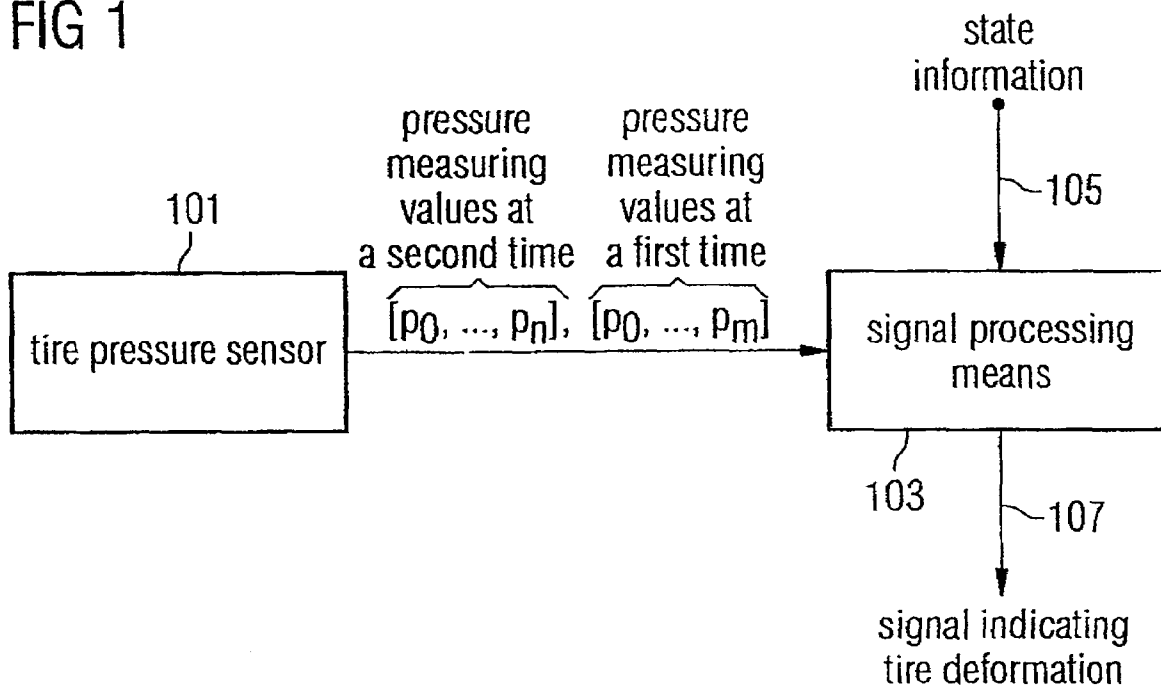 FIG 1
state
information
pressure
measuring
values at
a second time
pressure
measuring
values at
a first time
105
101
[p0, ..., pn], [p0, ..., pm]
tire pressure sensor
signal processing
means
103
107
signal indicating
tire deformation